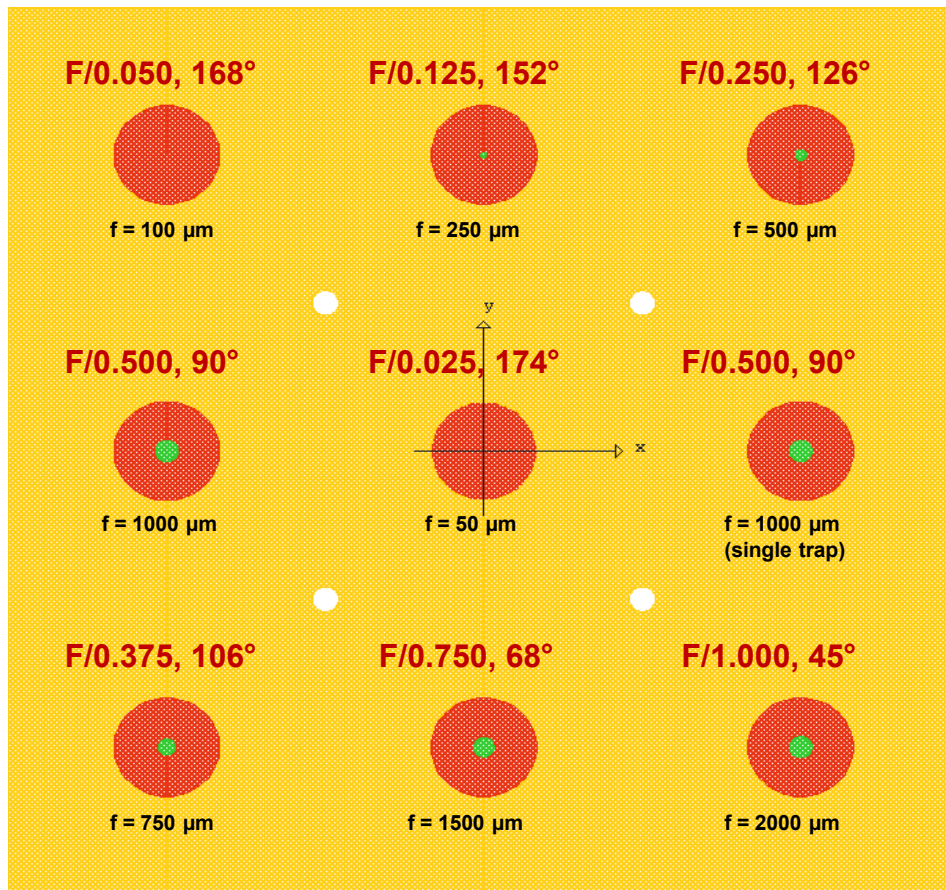 F/0.050, 168°
f = 100 µm
F/0.125, 152°
f = 250 µm
F/0.250, 126°
f = 500 µm
F/0.500, 90°
f = 1000 µm
y
F/0.025, 174°
x
f = 50 µm
F/0.500, 90°
f = 1000 µm
(single trap)
F/0.375, 106°
f = 750 µm
F/0.750, 68°
f = 1500 µm
F/1.000, 45°
f = 2000 µm